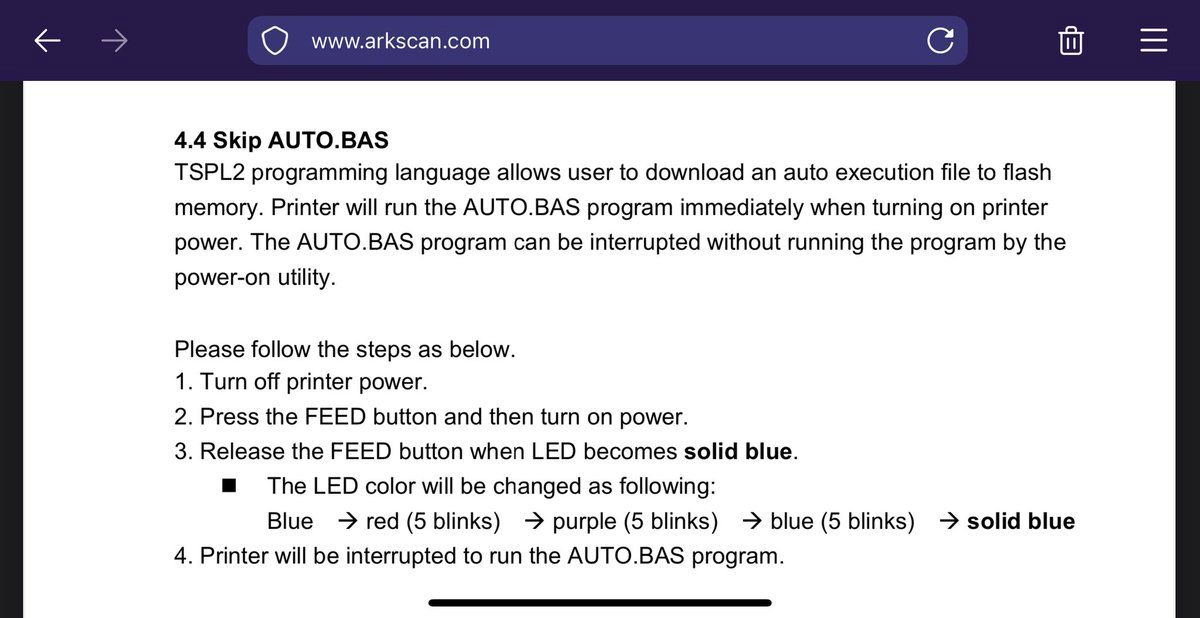 www.arkscan.com
4.4 Skip AUTO.BAS
TSPL2 programming language allows user to download an auto execution file to flash
memory. Printer will run the AUTO.BAS program immediately when turning on printer
power. The AUTO.BAS program can be interrupted without running the program by the
power-on utility.
Please follow the steps as below.
1. Turn off printer power.
2. Press the FEED button and then turn on power.
3. Release the FEED button when LED becomes solid blue.
■ The LED color will be changed as following:
Blue → red (5 blinks) → purple (5 blinks) → blue (5 blinks) → solid blue
4. Printer will be interrupted to run the AUTO.BAS program.